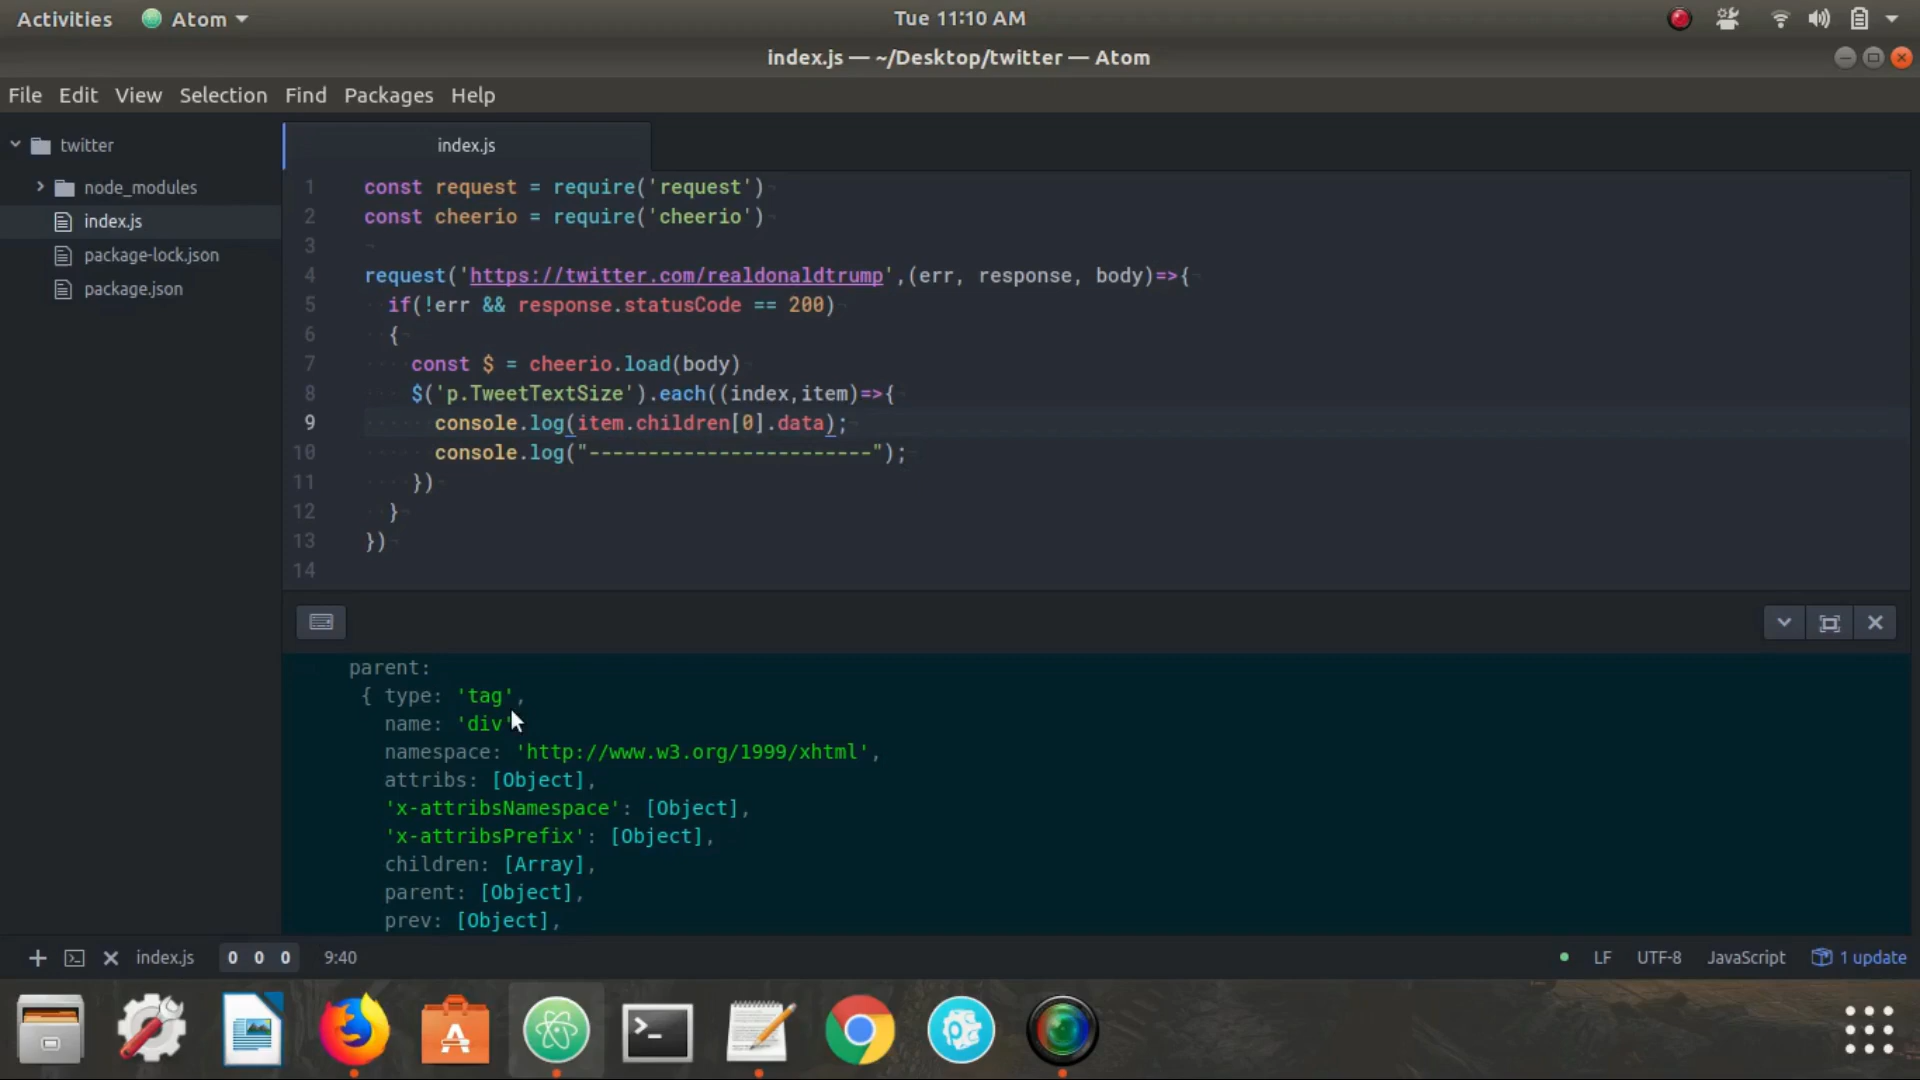 Activities Atom Tue 11:10 AM
index.js — ~/Desktop/twitter — Atom
File Edit View Selection Find Packages Help
twitter
node_modules
index.js
package-lock.json
package.json
index.js
1 const request = require('request')
2 const cheerio = require('cheerio')
3
4 request('https://twitter.com/realdonaldtrump',(err, response, body)=>{
5 if(!err && response.statusCode == 200)
6 {
7 const $ = cheerio.load(body)
8 $('p.TweetTextSize').each((index,item)=>{
9 console.log(item.children[0].data);
10 console.log("------------------------");
11 })
12 }
13 })
14
parent:
{ type: 'tag',
name: 'div'
namespace: 'http://www.w3.org/1999/xhtml',
attribs: [Object],
'x-attribsNamespace': [Object],
'x-attribsPrefix': [Object],
children: [Array],
parent: [Object],
prev: [Object],
index.js 0 0 0 9:40 LF UTF-8 JavaScript 1 update